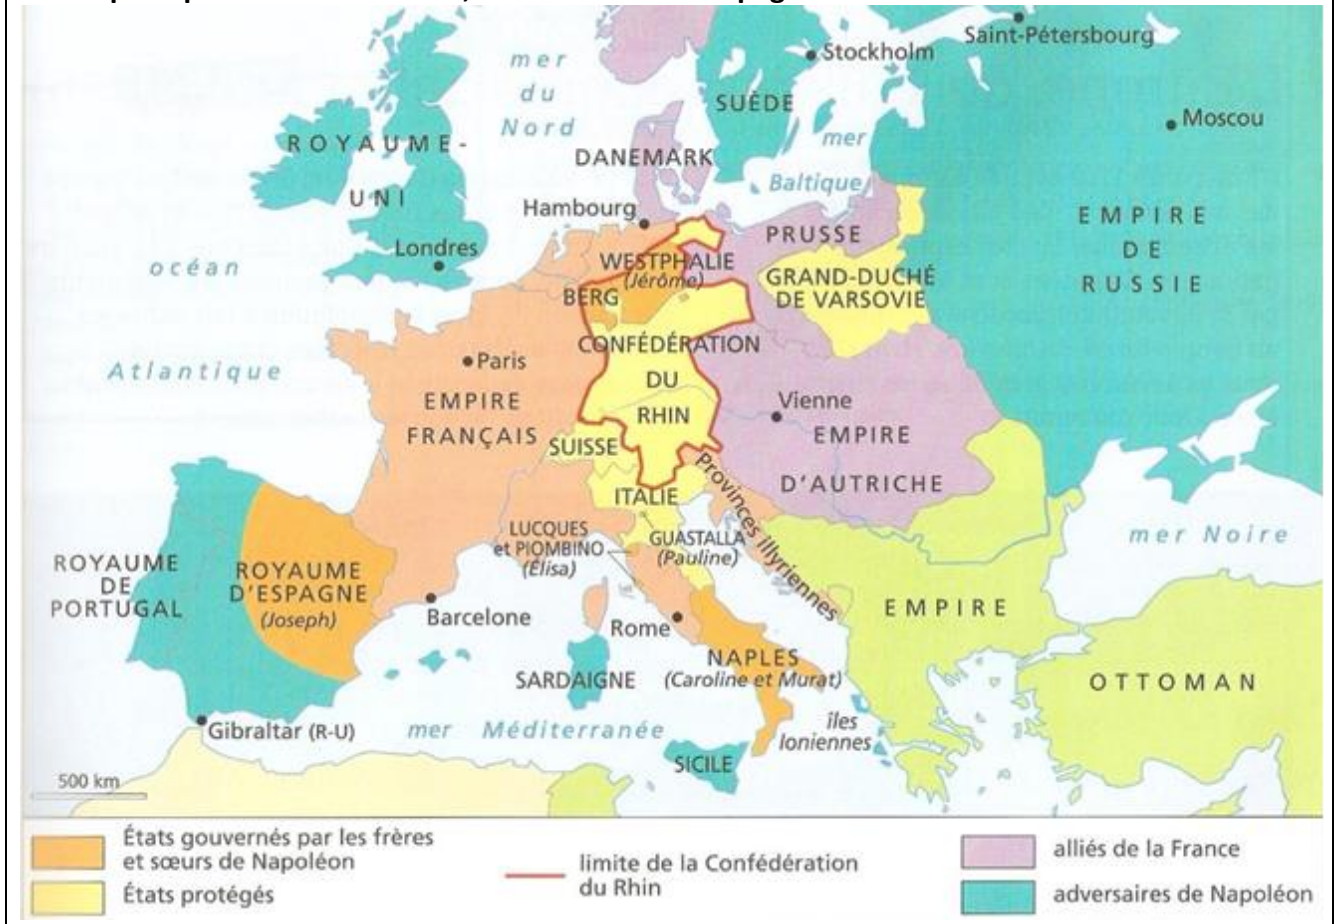 Saint-Pétersbourg
Stockholm
mer
du
Nord
SUÈDE
Moscou
ROYAUME-
UNI
DANEMARK
mer
Baltique
Hambourg
PRUSSE
EMPIRE
DE
RUSSIE
Londres
océan
WESTPHALIE
(Jérôme)
GRAND-DUCHÉ
DE VARSOVIE
BERG
CONFÉDÉRATION
DU
RHIN
Atlantique
Paris
EMPIRE
FRANÇAIS
Vienne
EMPIRE
D'AUTRICHE
SUISSE
Provinces Illyriennes
ITALIE
LUCQUES
et PIOMBINO
(Élisa)
GUASTALLA
(Pauline)
mer Noire
ROYAUME
DE
PORTUGAL
ROYAUME
D'ESPAGNE
(Joseph)
Barcelone
Rome
EMPIRE
OTTOMAN
NAPLES
(Caroline et Murat)
SARDAIGNE
Gibraltar (R-U)
mer Méditerranée
îles
Ioniennes
SICILE
500 km
États gouvernés par les frères
et sœurs de Napoléon
États protégés
limite de la Confédération
du Rhin
alliés de la France
adversaires de Napoléon